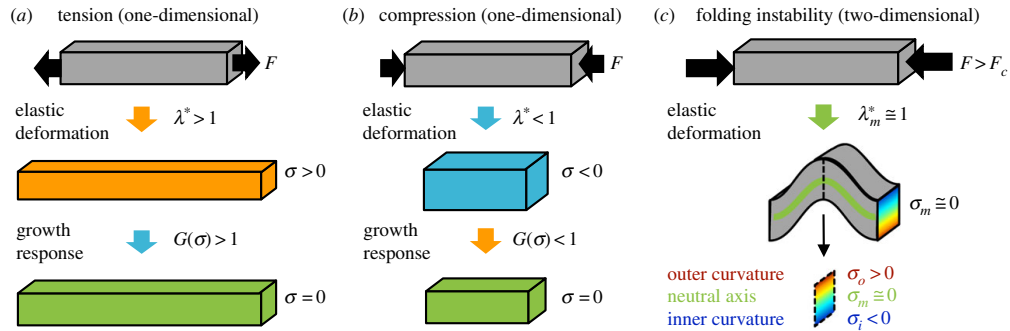 (a) tension (one-dimensional)
F
elastic
deformation
λ* > 1
σ > 0
growth
response
G(σ) > 1
σ = 0
(b) compression (one-dimensional)
F
elastic
deformation
λ* < 1
σ < 0
growth
response
G(σ) < 1
σ = 0
(c) folding instability (two-dimensional)
F > F_c
elastic
deformation
λ*_m ≅ 1
σ_m ≅ 0
outer curvature σ_o > 0
neutral axis σ_m ≅ 0
inner curvature σ_i < 0